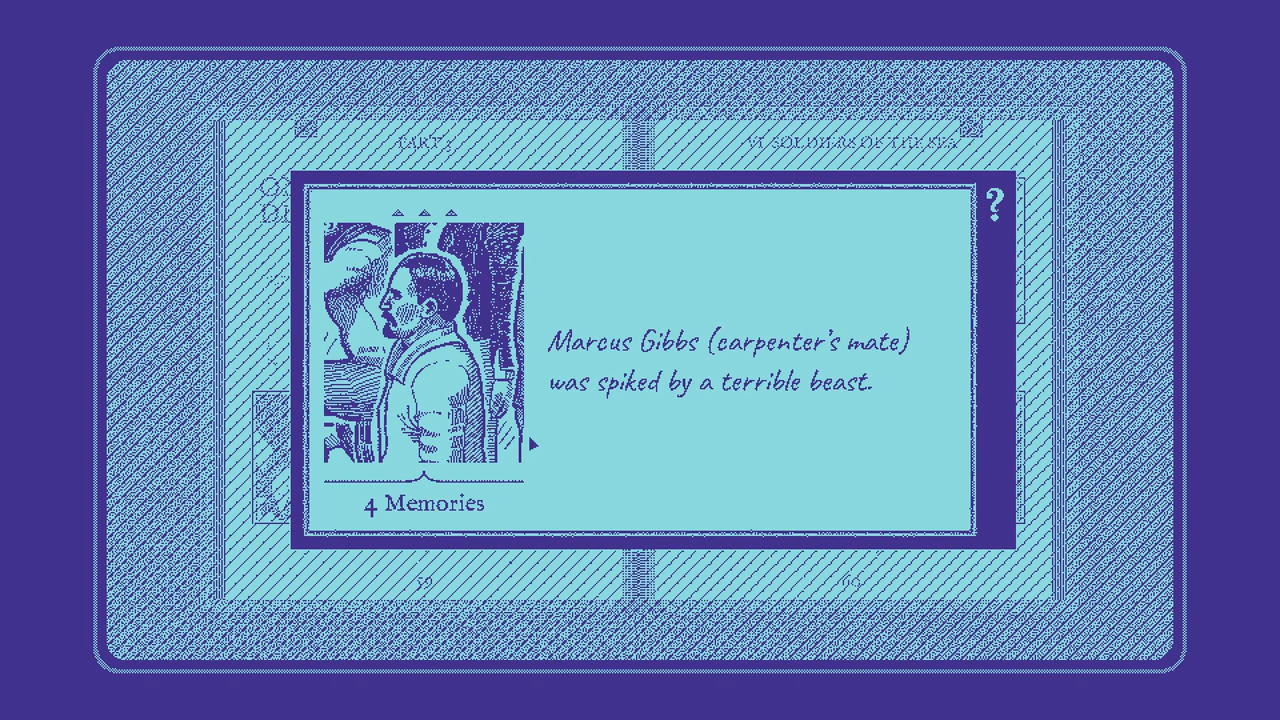 PART 3
VI. SOLDIERS OF THE SEA
?
Marcus Gibbs (carpenter's mate)
was spiked by a terrible beast.
4 Memories
59
60